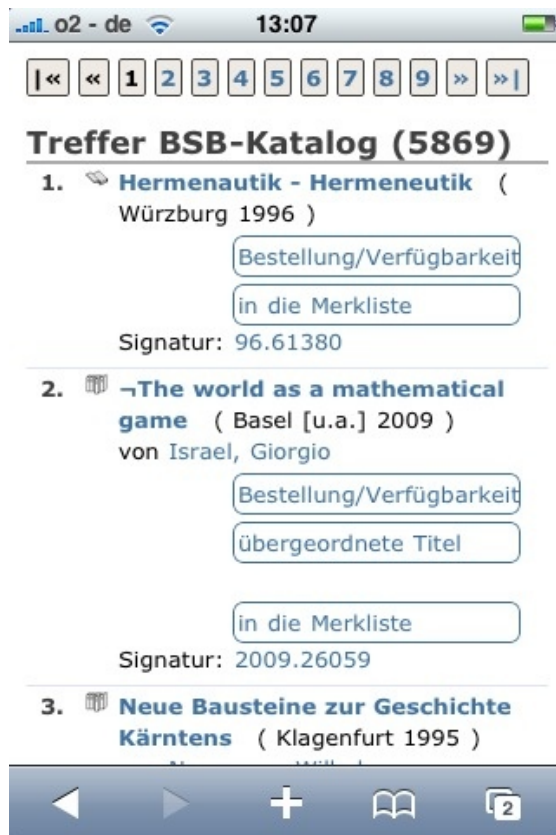 o2 - de 13:07
|« « 1 2 3 4 5 6 7 8 9 » »|
Treffer BSB-Katalog (5869)
1. Hermenautik - Hermeneutik (
Würzburg 1996 )
Bestellung/Verfügbarkeit
in die Merkliste
Signatur: 96.61380
2. ¬The world as a mathematical
game ( Basel [u.a.] 2009 )
von Israel, Giorgio
Bestellung/Verfügbarkeit
übergeordnete Titel
in die Merkliste
Signatur: 2009.26059
3. Neue Bausteine zur Geschichte
Kärntens ( Klagenfurt 1995 )
2